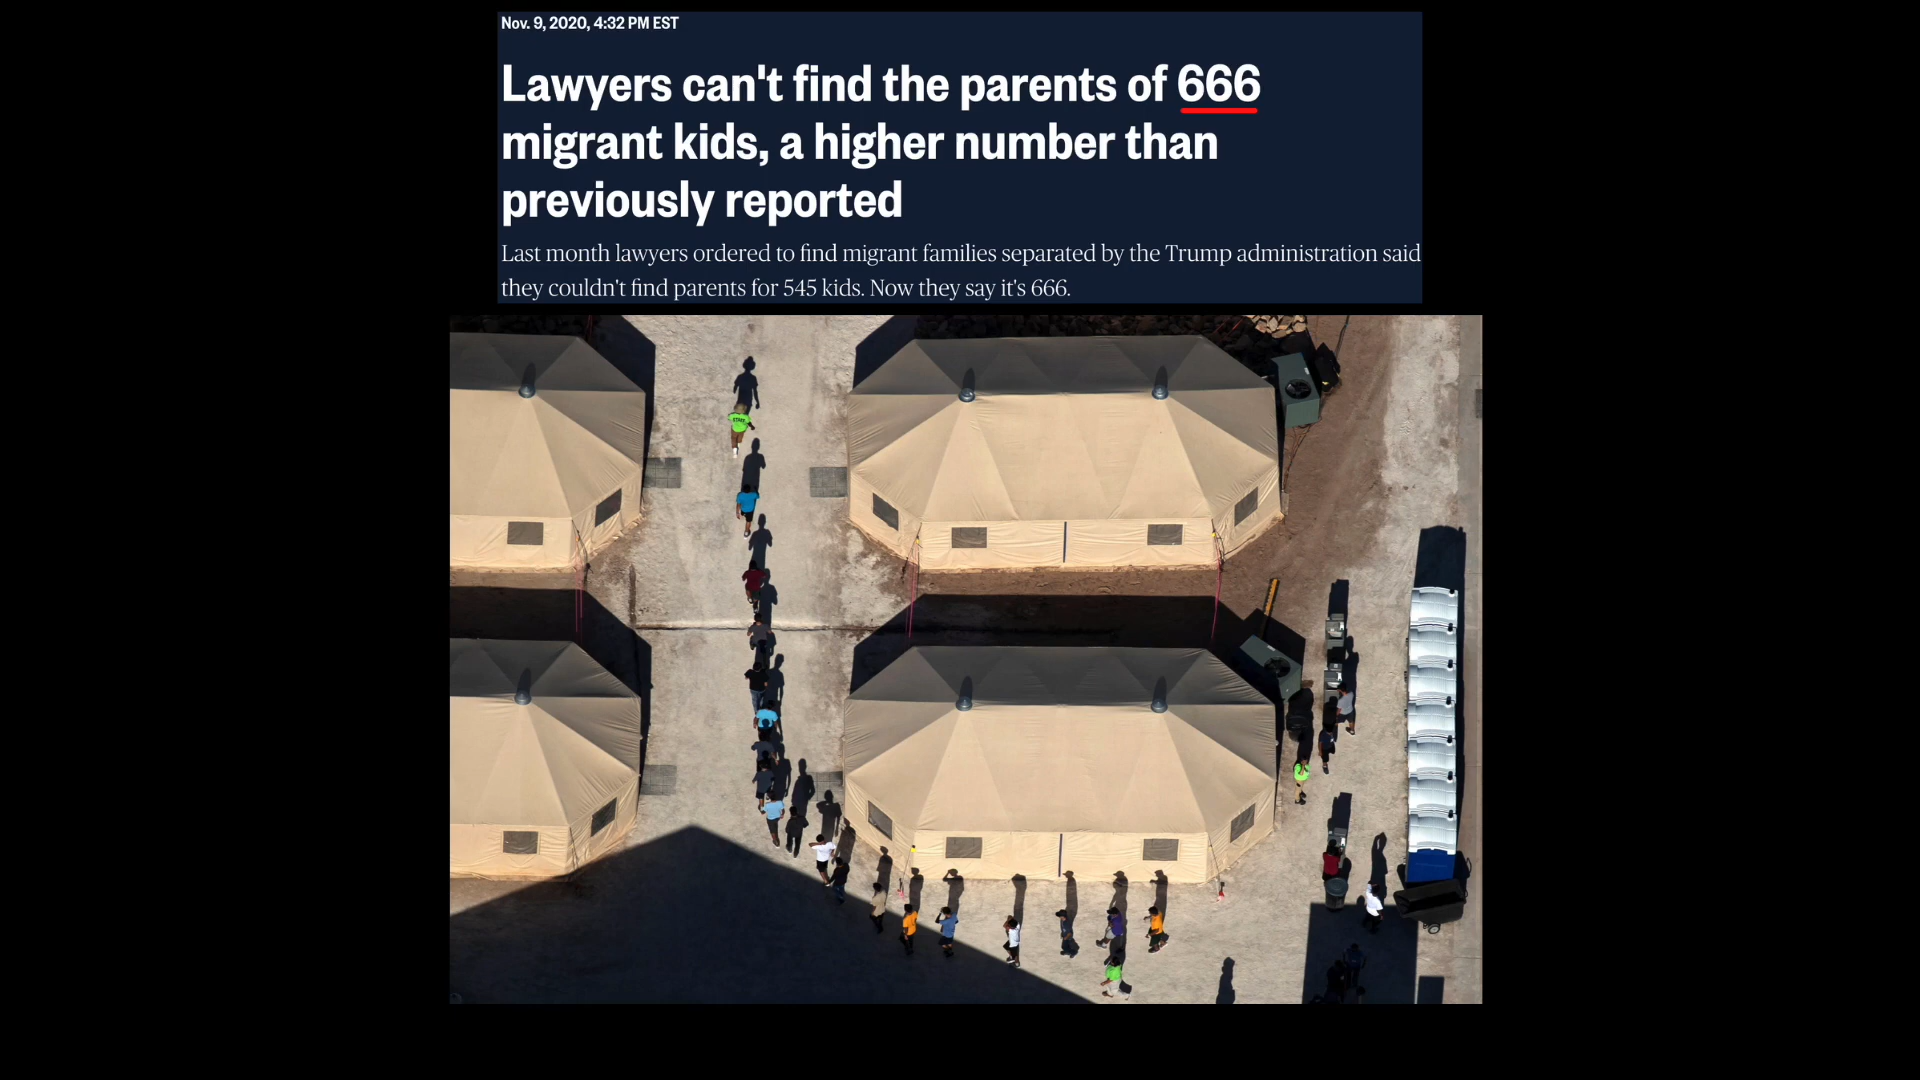 Nov. 9, 2020, 4:32 PM EST
Lawyers can't find the parents of 666
migrant kids, a higher number than
previously reported
Last month lawyers ordered to find migrant families separated by the Trump administration said
they couldn't find parents for 545 kids. Now they say it's 666.
STAFF